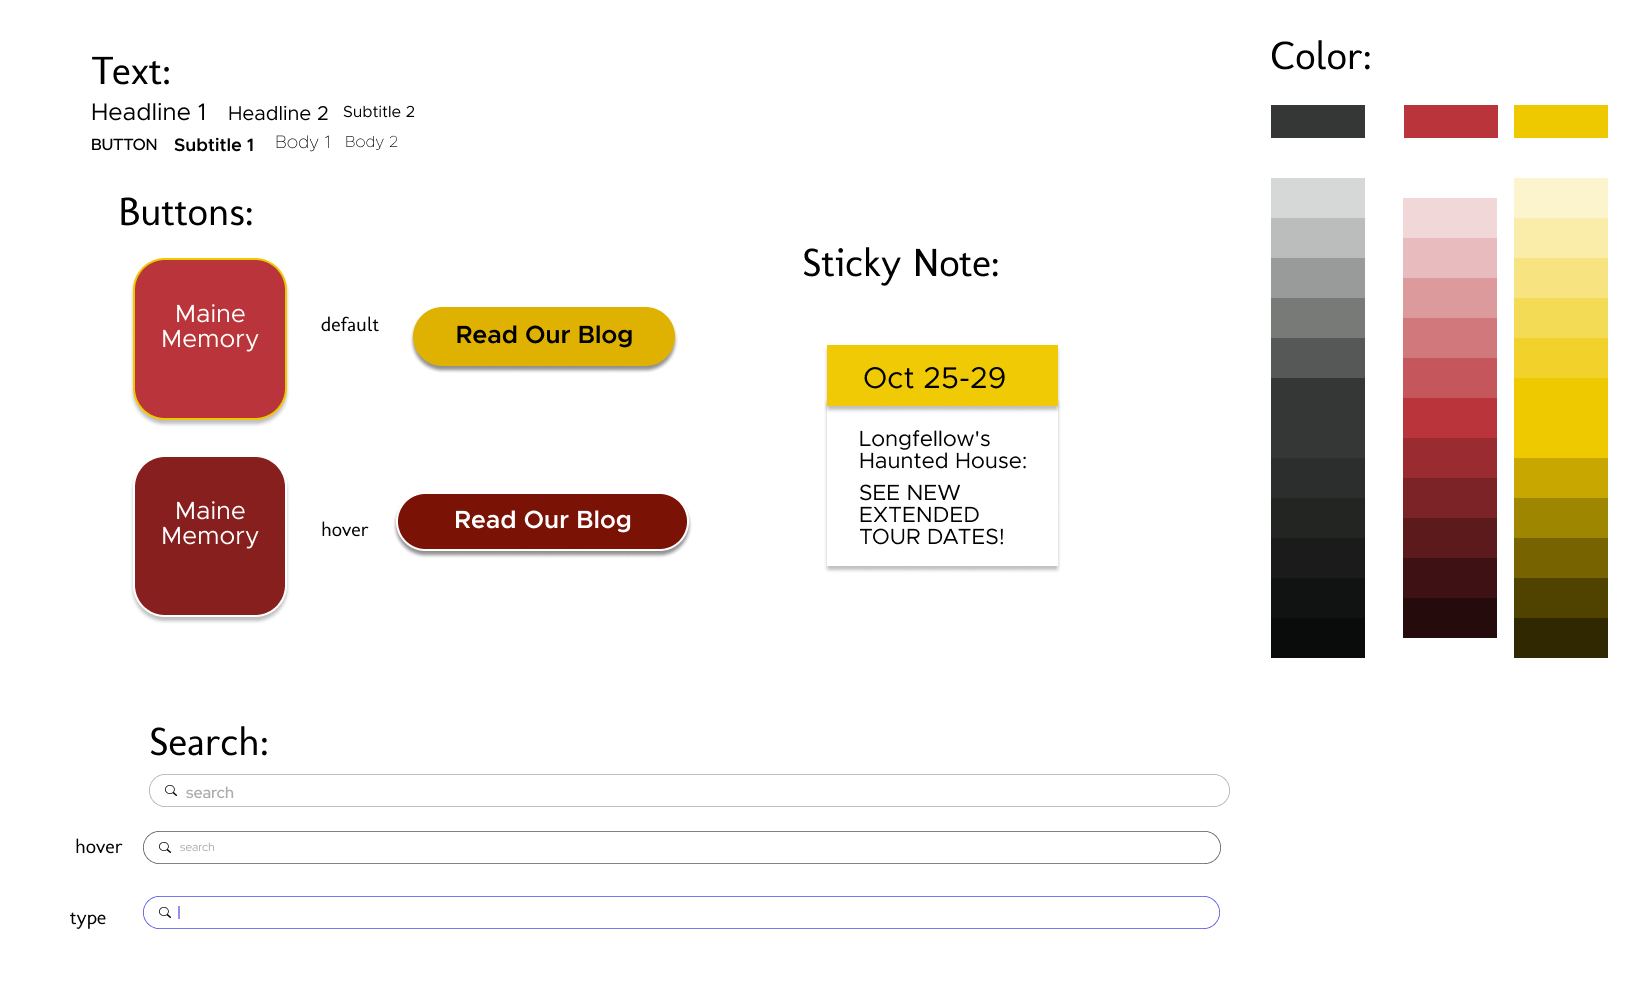 Text:
Headline 1 Headline 2 Subtitle 2
BUTTON Subtitle 1 Body 1 Body 2
Buttons:
Maine
Memory
default
Read Our Blog
Maine
Memory
hover
Read Our Blog
Sticky Note:
Oct 25-29
Longfellow's
Haunted House:
SEE NEW
EXTENDED
TOUR DATES!
Color:
Search:
search
hover
search
type